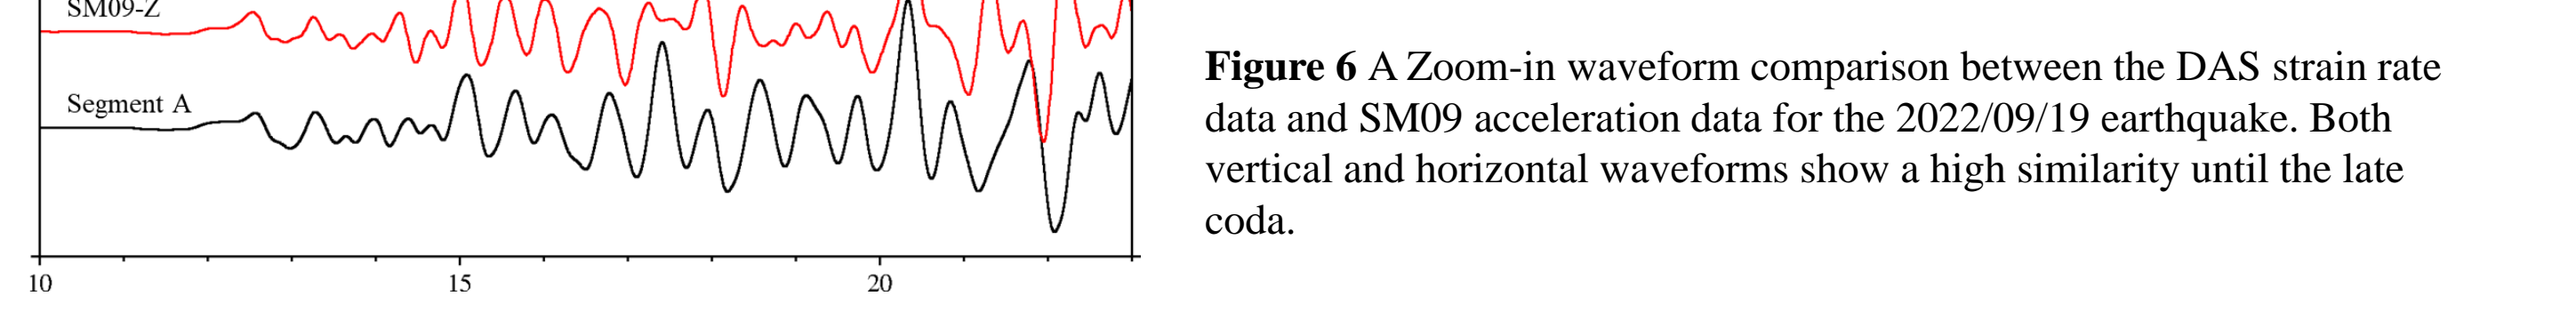 SM09-Z
Segment A
10 15 20
Figure 6 A Zoom-in waveform comparison between the DAS strain rate
data and SM09 acceleration data for the 2022/09/19 earthquake. Both
vertical and horizontal waveforms show a high similarity until the late
coda.